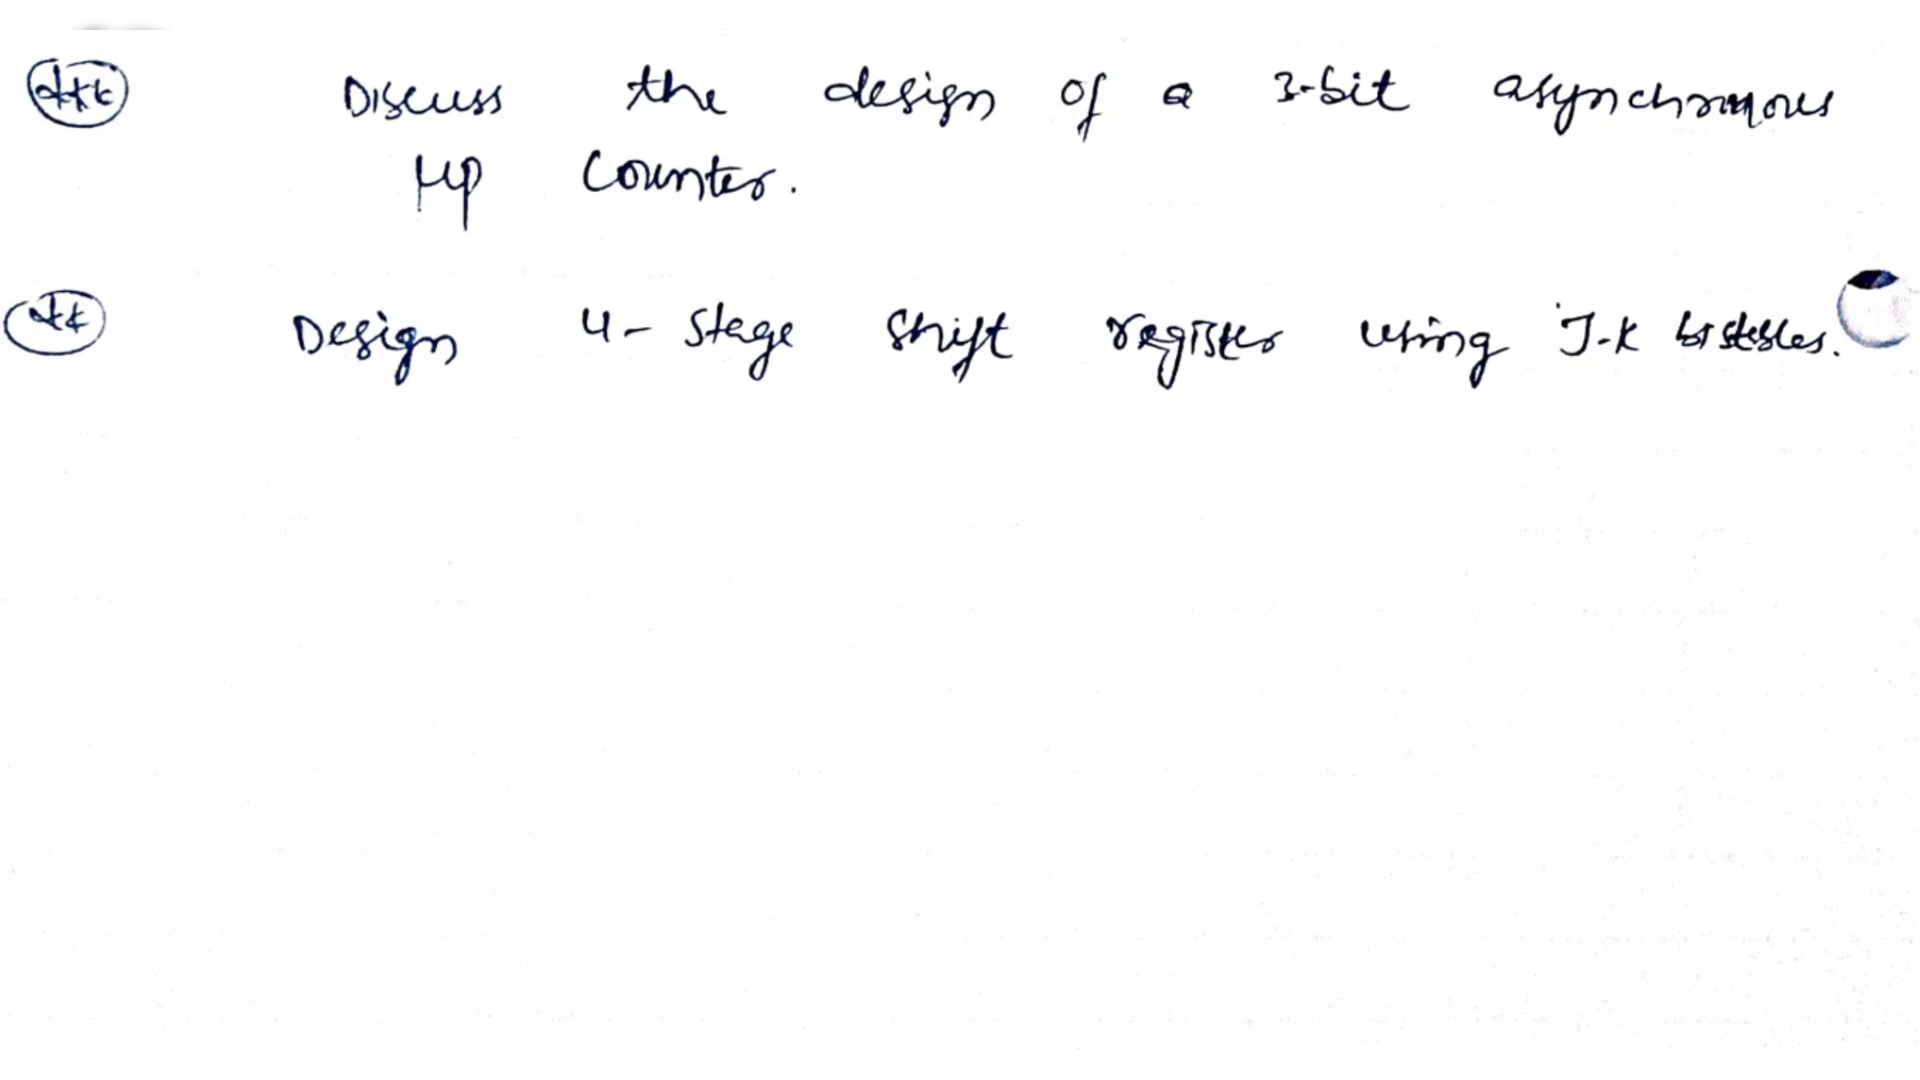 Discuss the design of a 3-bit asynchronous
up counter.
Design 4-stage shift register using J-K bistables.